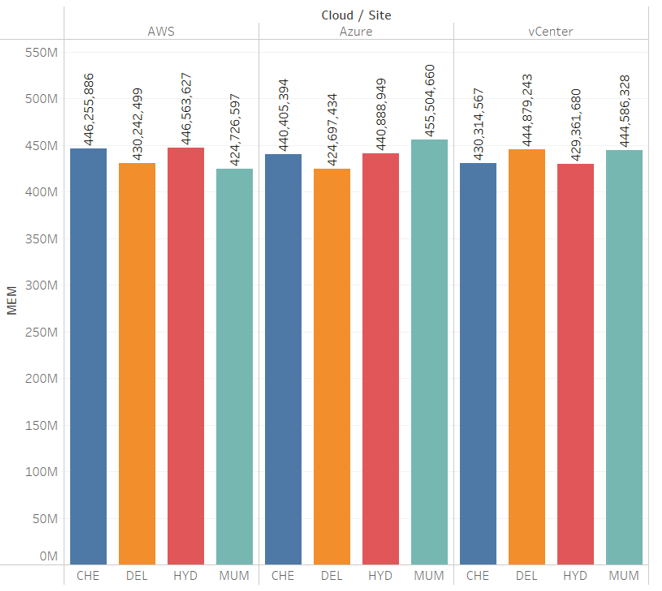 Cloud / Site
AWS Azure vCenter
550M
500M
450M
400M
350M
300M
250M
200M
150M
100M
50M
0M
MEM
446,255,886
430,242,499
446,563,627
424,726,597
440,405,394
424,697,434
440,888,949
455,504,660
430,314,567
444,879,243
429,361,680
444,586,328
CHE DEL HYD MUM CHE DEL HYD MUM CHE DEL HYD MUM